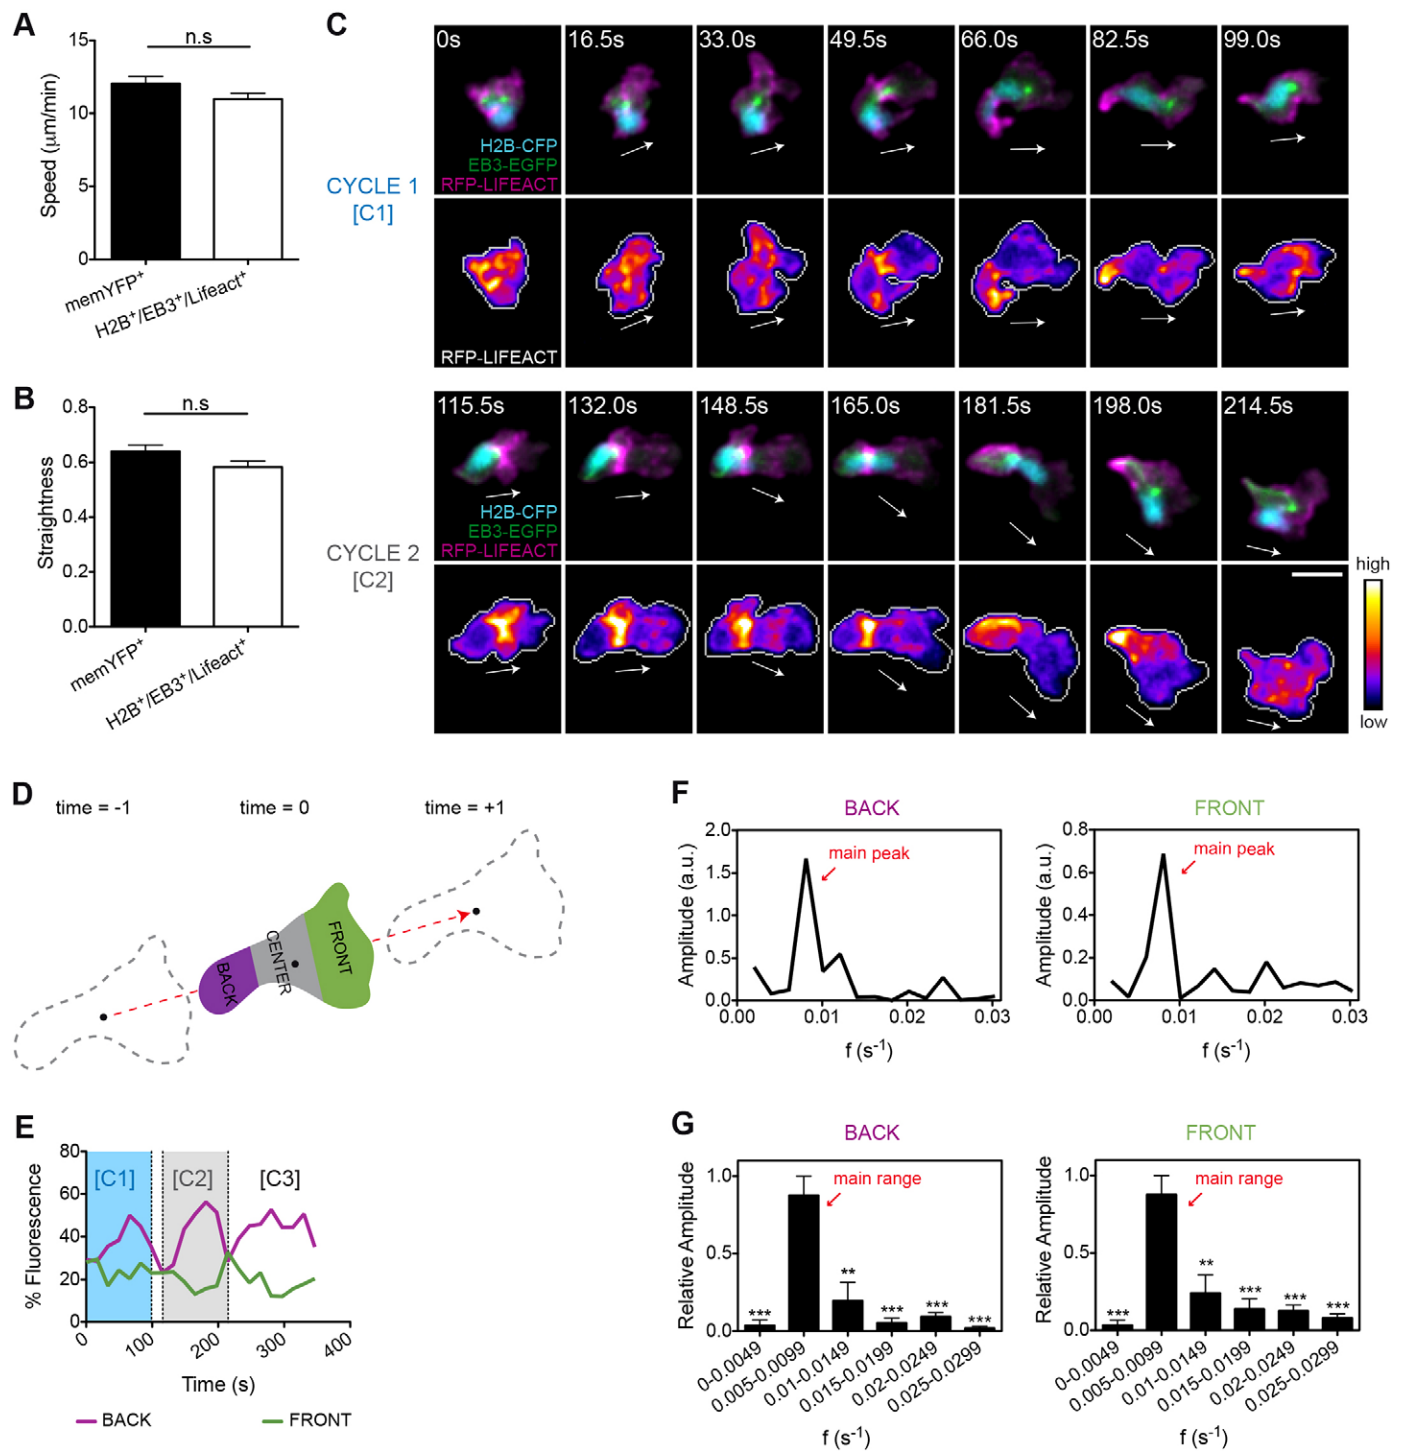 A
15
10
5
0
Speed (μm/min)
n.s
memYFP+
H2B+/EB3+/Lifeact+
B
0.8
0.6
0.4
0.2
0.0
Straightness
n.s
memYFP+
H2B+/EB3+/Lifeact+
C
CYCLE 1
[C1]
0s
16.5s
33.0s
49.5s
66.0s
82.5s
99.0s
H2B-CFP
EB3-EGFP
RFP-LIFEACT
RFP-LIFEACT
CYCLE 2
[C2]
115.5s
132.0s
148.5s
165.0s
181.5s
198.0s
214.5s
H2B-CFP
EB3-EGFP
RFP-LIFEACT
high
low
D
time = -1
time = 0
time = +1
BACK
CENTER
FRONT
E
80
60
40
20
0
% Fluorescence
[C1]
[C2]
[C3]
0
100
200
300
400
Time (s)
BACK
FRONT
F
BACK
2.0
1.5
1.0
0.5
0.0
Amplitude (a.u.)
main peak
0.00
0.01
0.02
0.03
f (s-1)
FRONT
0.8
0.6
0.4
0.2
0.0
Amplitude (a.u.)
main peak
0.00
0.01
0.02
0.03
f (s-1)
G
BACK
1.0
0.5
0.0
Relative Amplitude
main range
***
**
***
***
***
0-0.0049
0.005-0.0099
0.01-0.0149
0.015-0.0199
0.02-0.0249
0.025-0.0299
f (s-1)
FRONT
1.0
0.5
0.0
Relative Amplitude
main range
***
**
***
***
***
0-0.0049
0.005-0.0099
0.01-0.0149
0.015-0.0199
0.02-0.0249
0.025-0.0299
f (s-1)